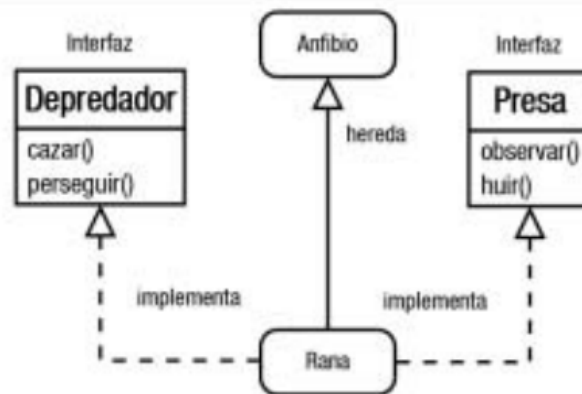 Interfaz
Depredador
cazar()
perseguir()
Anfibio
Interfaz
Presa
observar()
huir()
hereda
implementa
implementa
Rana